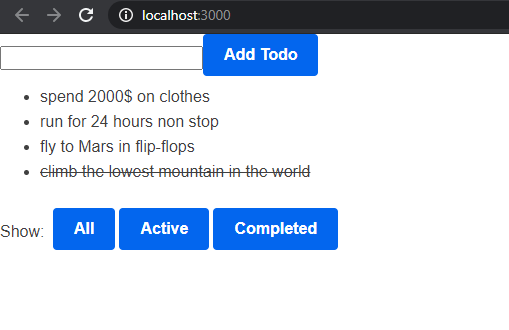 localhost:3000
Add Todo
spend 2000$ on clothes
run for 24 hours non stop
fly to Mars in flip-flops
climb the lowest mountain in the world
Show: All Active Completed